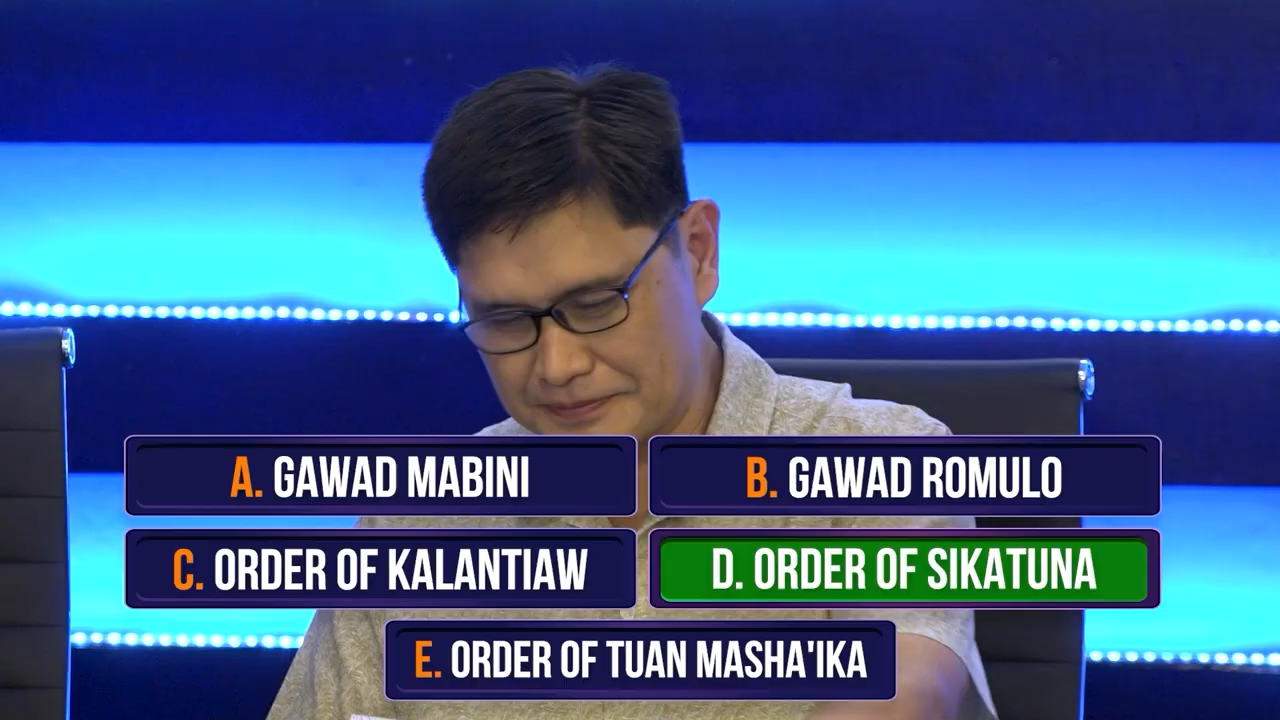 A. GAWAD MABINI
B. GAWAD ROMULO
C. ORDER OF KALANTIAW
D. ORDER OF SIKATUNA
E. ORDER OF TUAN MASHA'IKA